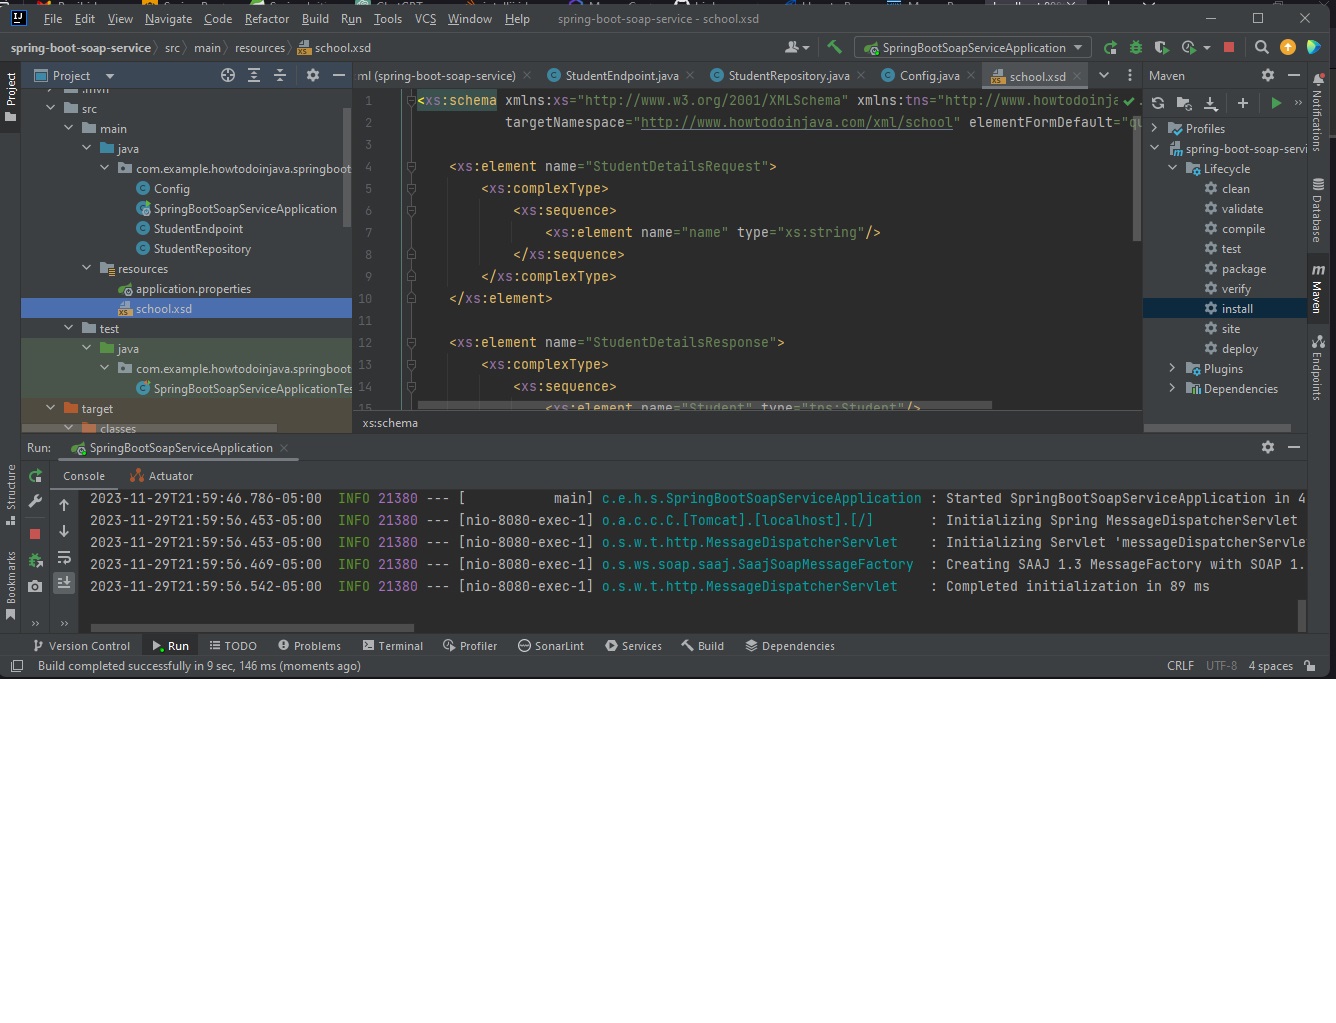 File Edit View Navigate Code Refactor Build Run Tools VCS Window Help spring-boot-soap-service - school.xsd
spring-boot-soap-service src main resources school.xsd SpringBootSoapServiceApplication
Project
ml (spring-boot-soap-service) StudentEndpoint.java StudentRepository.java Config.java school.xsd
Maven
Project
.mvn
src
main
java
com.example.howtodoinjava.springboot
Config
SpringBootSoapServiceApplication
StudentEndpoint
StudentRepository
resources
application.properties
school.xsd
test
java
com.example.howtodoinjava.springboot
SpringBootSoapServiceApplicationTe
target
classes
1 <xs:schema xmlns:xs="http://www.w3.org/2001/XMLSchema" xmlns:tns="http://www.howtodoinja
2 targetNamespace="http://www.howtodoinjava.com/xml/school" elementFormDefault="qu
3
4 <xs:element name="StudentDetailsRequest">
5 <xs:complexType>
6 <xs:sequence>
7 <xs:element name="name" type="xs:string"/>
8 </xs:sequence>
9 </xs:complexType>
10 </xs:element>
11
12 <xs:element name="StudentDetailsResponse">
13 <xs:complexType>
14 <xs:sequence>
15 <xs:element name="Student" type="tns:Student"/>
xs:schema
Profiles
spring-boot-soap-servi
Lifecycle
clean
validate
compile
test
package
verify
install
site
deploy
Plugins
Dependencies
Notifications
Database
Maven
Endpoints
Run: SpringBootSoapServiceApplication
Console Actuator
2023-11-29T21:59:46.786-05:00 INFO 21380 --- [ main] c.e.h.s.SpringBootSoapServiceApplication : Started SpringBootSoapServiceApplication in 4
2023-11-29T21:59:56.453-05:00 INFO 21380 --- [nio-8080-exec-1] o.a.c.c.C.[Tomcat].[localhost].[/] : Initializing Spring MessageDispatcherServlet
2023-11-29T21:59:56.453-05:00 INFO 21380 --- [nio-8080-exec-1] o.s.w.t.http.MessageDispatcherServlet : Initializing Servlet 'messageDispatcherServle
2023-11-29T21:59:56.469-05:00 INFO 21380 --- [nio-8080-exec-1] o.s.ws.soap.saaj.SaajSoapMessageFactory : Creating SAAJ 1.3 MessageFactory with SOAP 1.
2023-11-29T21:59:56.542-05:00 INFO 21380 --- [nio-8080-exec-1] o.s.w.t.http.MessageDispatcherServlet : Completed initialization in 89 ms
Structure
Bookmarks
Version Control Run TODO Problems Terminal Profiler SonarLint Services Build Dependencies
Build completed successfully in 9 sec, 146 ms (moments ago) CRLF UTF-8 4 spaces